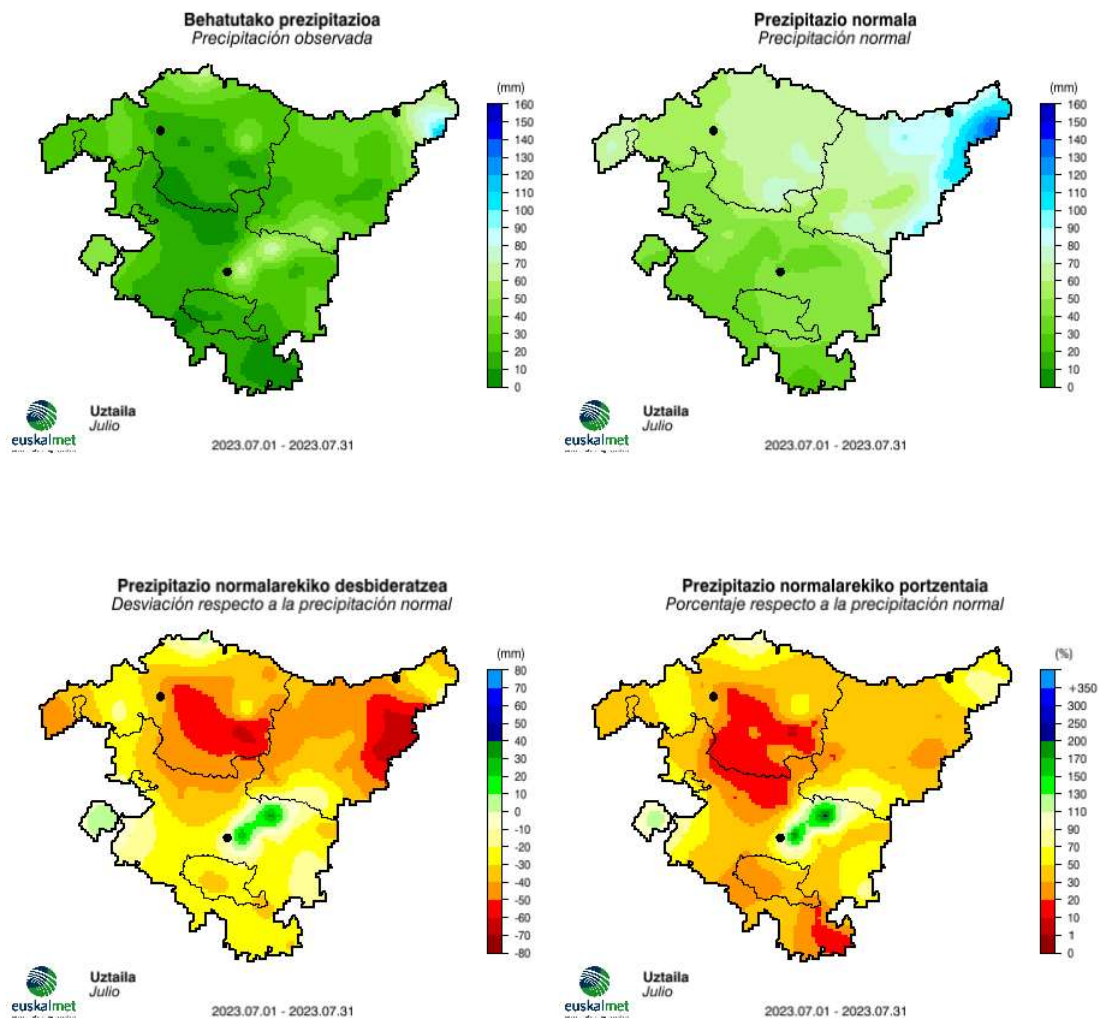 Behatutako prezipitazioa
Precipitación observada
(mm)
160
150
140
130
120
110
100
90
80
70
60
50
40
30
20
10
0
euskalmet
Uztaila
Julio
2023.07.01 - 2023.07.31
Prezipitazio normala
Precipitación normal
(mm)
160
150
140
130
120
110
100
90
80
70
60
50
40
30
20
10
0
euskalmet
Uztaila
Julio
2023.07.01 - 2023.07.31
Prezipitazio normalarekiko desbideratzea
Desviación respecto a la precipitación normal
(mm)
80
70
60
50
40
30
20
10
0
-10
-20
-30
-40
-50
-60
-70
-80
euskalmet
Uztaila
Julio
2023.07.01 - 2023.07.31
Prezipitazio normalarekiko portzentaia
Porcentaje respecto a la precipitación normal
(%)
+350
300
250
200
170
150
130
110
90
70
50
30
20
10
1
0
euskalmet
Uztaila
Julio
2023.07.01 - 2023.07.31